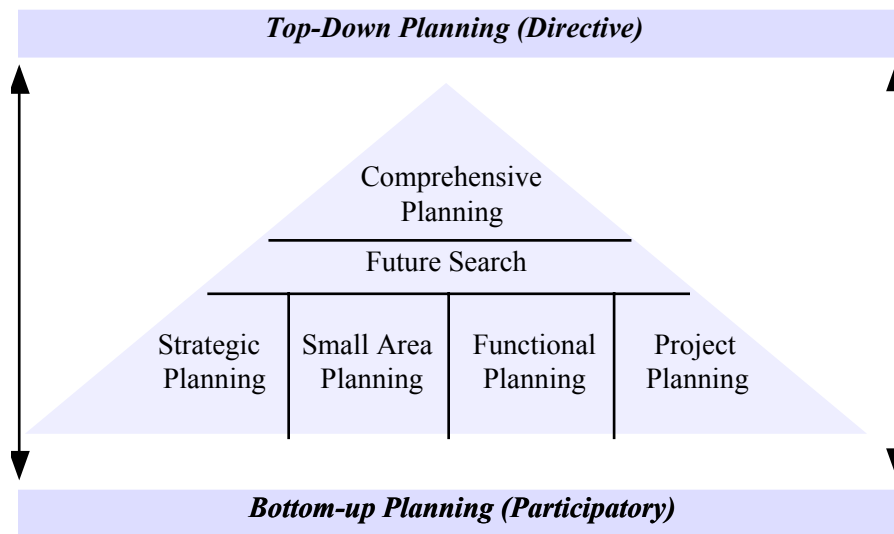 Top-Down Planning (Directive)
Comprehensive
Planning
Future Search
Strategic
Planning
Small Area
Planning
Functional
Planning
Project
Planning
Bottom-up Planning (Participatory)